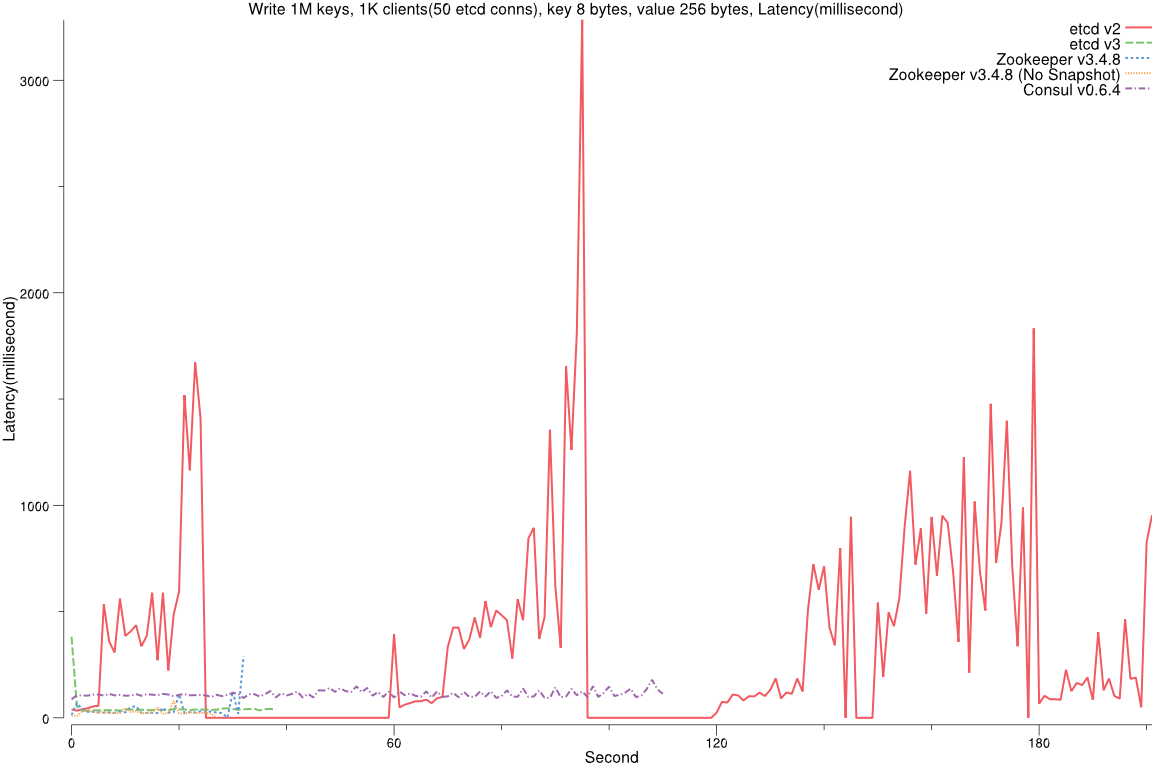 Write 1M keys, 1K clients(50 etcd conns), key 8 bytes, value 256 bytes, Latency(millisecond)
etcd v2
etcd v3
Zookeeper v3.4.8
Zookeeper v3.4.8 (No Snapshot)
Consul v0.6.4
Latency(millisecond)
3000
2000
1000
0
0
60
120
180
Second